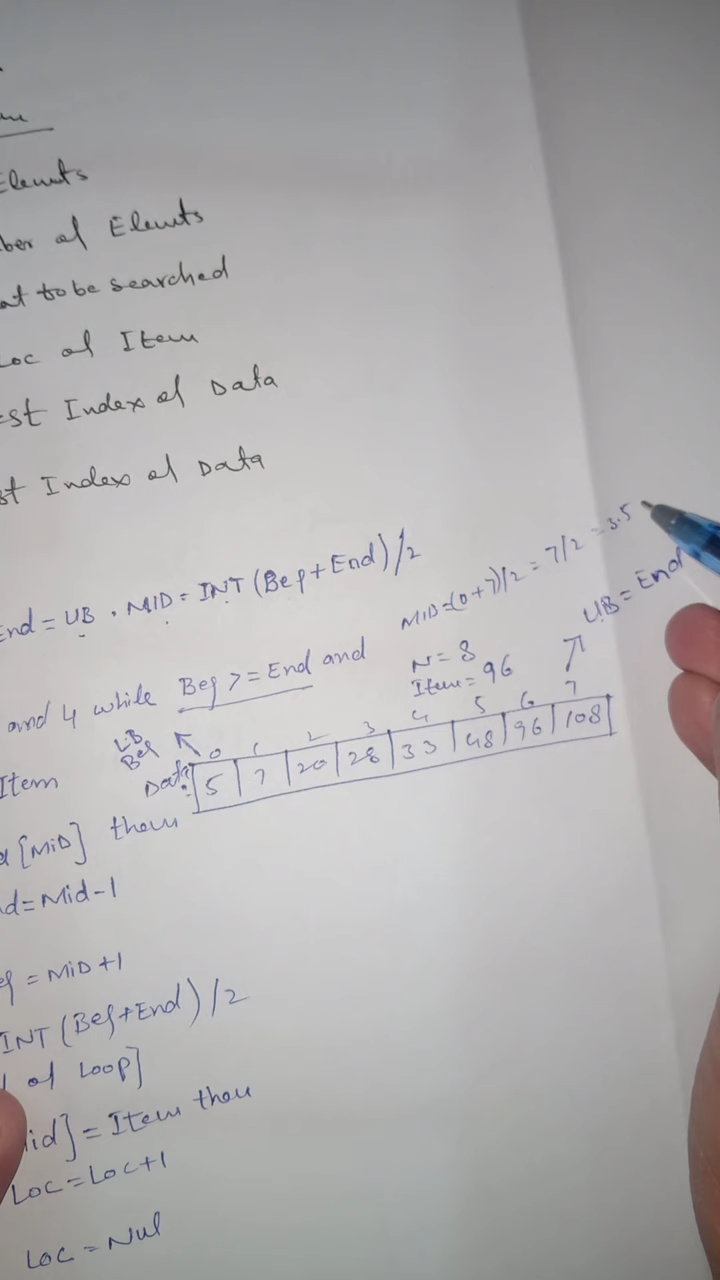 Elemts
ber of Elemts
at to be searched
Loc of Item
est Index of Data
st Index of Data
End = UB . MID = INT (Beg + End)/2
MID = (0+7)/2 = 7/2 = 3.5
UB = End
and 4 while Beg >= End and
N = 8
Item = 96
LB
Beg
0 1 2 3 4 5 6 7
Item
Data: 5 7 20 28 33 48 96 108
[MID] then
d = Mid-1
= MID+1
INT (Beg+End)/2
of Loop]
id] = Item then
Loc = Loc+1
Loc = Nul